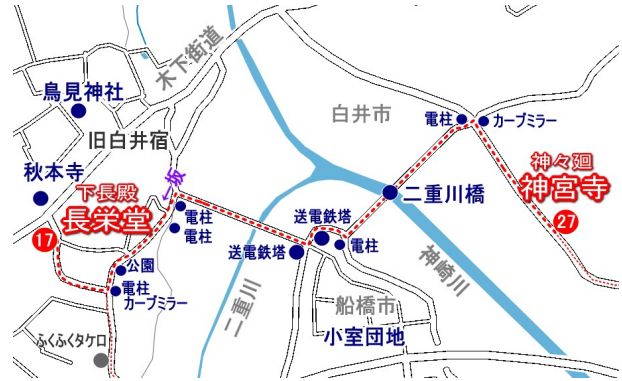 木下街道
鳥見神社
旧白井宿
秋本寺
下長殿
長栄堂
17
←坂
電柱
電柱
公園
電柱
カーブミラー
ふくふくタケロ
二重川
送電鉄塔
送電鉄塔
電柱
船橋市
小室団地
白井市
電柱
カーブミラー
二重川橋
神崎川
神々廻
神宮寺
27